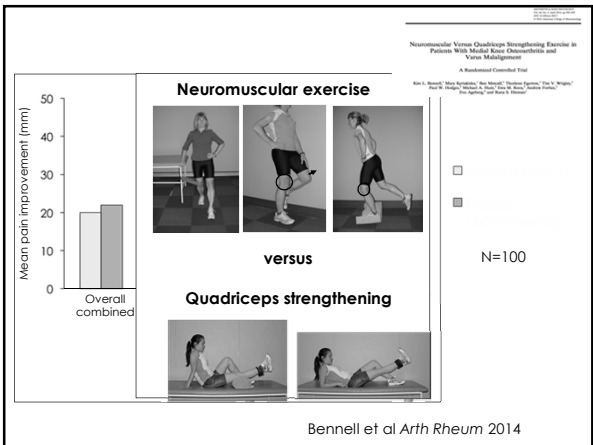 Neuromuscular Versus Quadriceps Strengthening Exercise in
Patients With Medial Knee Osteoarthritis and
Varus Malalignment
A Randomized Controlled Trial
Neuromuscular exercise
50
40
30
20
10
0
Mean pain improvement (mm)
Overall
combined
versus
N=100
Quadriceps strengthening
Bennell et al Arth Rheum 2014